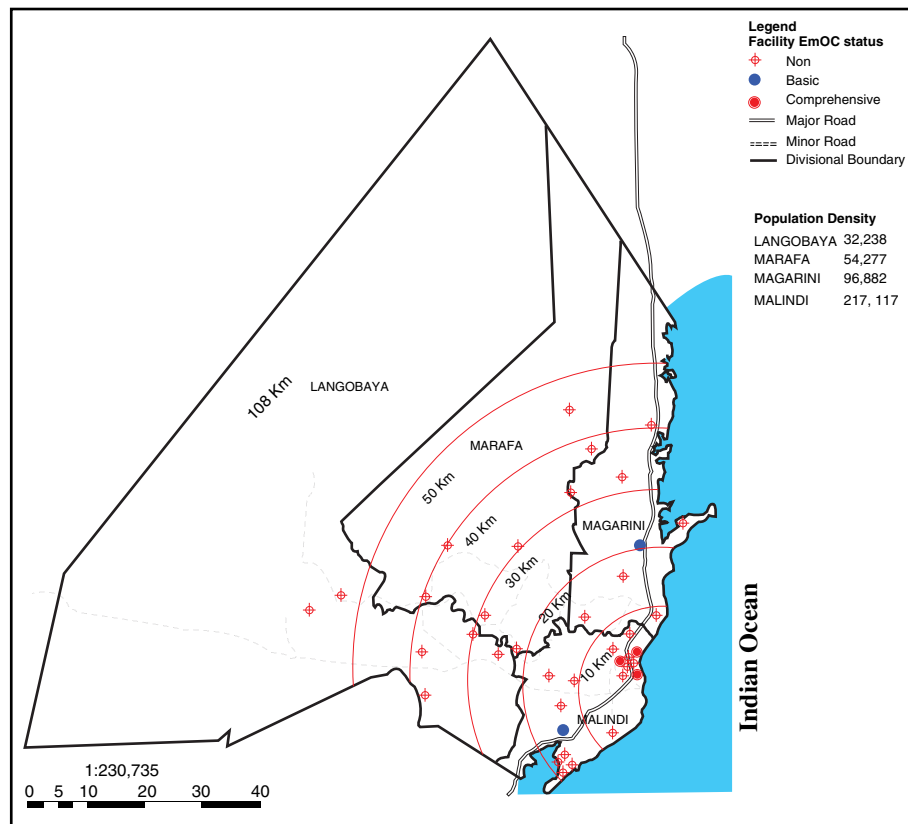 Legend
Facility EmOC status
Non
Basic
Comprehensive
Major Road
Minor Road
Divisional Boundary
Population Density
LANGOBAYA 32,238
MARAFA 54,277
MAGARINI 96,882
MALINDI 217, 117
108 Km
LANGOBAYA
MARAFA
50 Km
40 Km
MAGARINI
30 Km
20 Km
10 Km
MALINDI
Indian Ocean
1:230,735
0 5 10 20 30 40